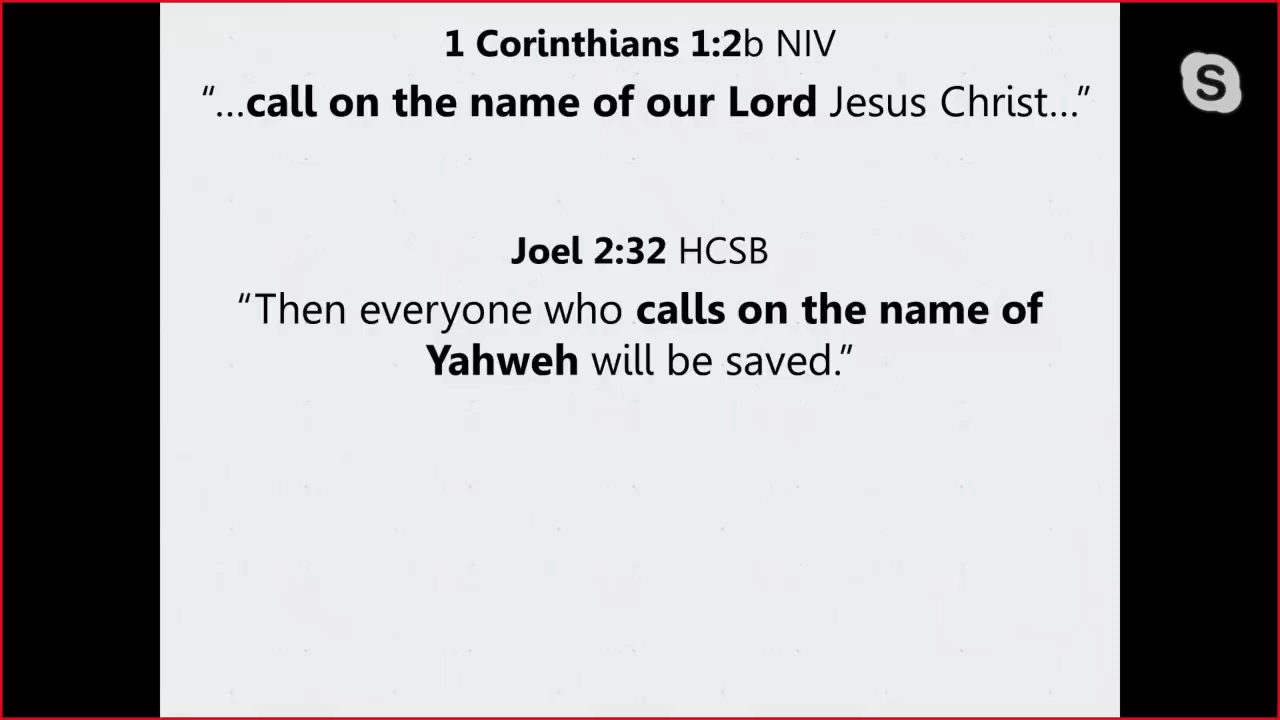 1 Corinthians 1:2b NIV
“…call on the name of our Lord Jesus Christ…”
S
Joel 2:32 HCSB
“Then everyone who calls on the name of
Yahweh will be saved.”